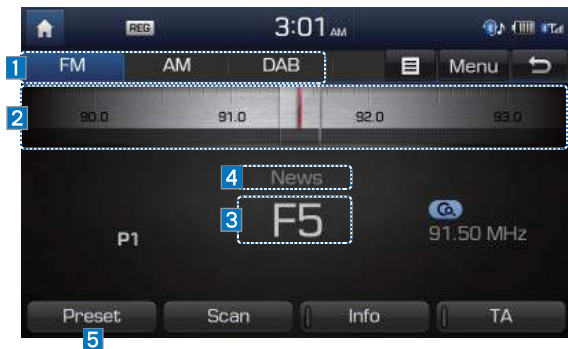 REG 3:01 AM
1 FM AM DAB Menu
2 90.0 91.0 92.0 93.0
4 News
3 F5
P1 91.50 MHz
Preset Scan Info TA
5